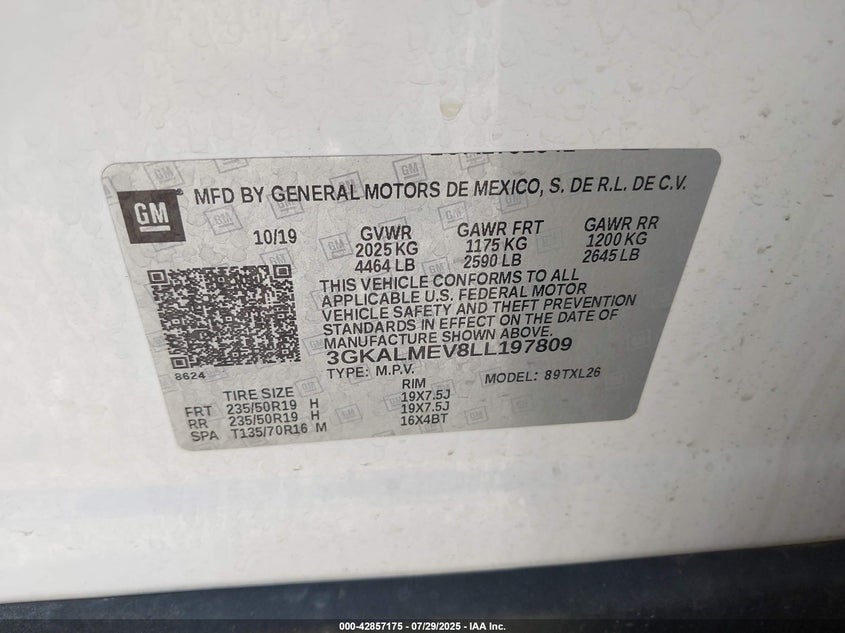 GM
MFD BY GENERAL MOTORS DE MEXICO, S. DE R.L. DE C.V.
10/19 GVWR GAWR FRT GAWR RR
2025 KG 1175 KG 1200 KG
4464 LB 2590 LB 2645 LB
THIS VEHICLE CONFORMS TO ALL
APPLICABLE U.S. FEDERAL MOTOR
VEHICLE SAFETY AND THEFT PREVENTION
STANDARDS IN EFFECT ON THE DATE OF
MANUFACTURE SHOWN ABOVE.
3GKALMEV8LL197809
8624
TYPE: M.P.V. MODEL: 89TXL26
TIRE SIZE RIM
FRT 235/50R19 H 19X7.5J
RR 235/50R19 H 19X7.5J
SPA T135/70R16 M 16X4BT
000-42857175 | 07/29/2025 - IAA Inc.